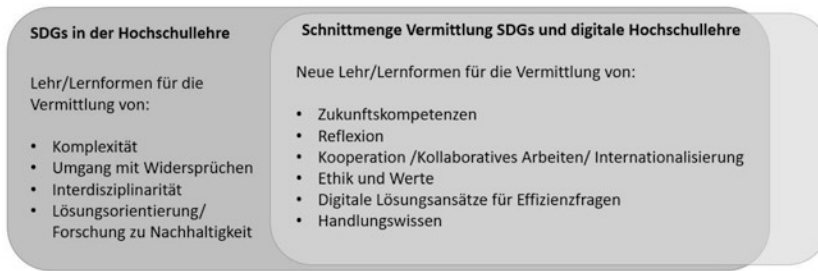 SDGs in der Hochschullehre
Lehr/Lernformen für die
Vermittlung von:
• Komplexität
• Umgang mit Widersprüchen
• Interdisziplinarität
• Lösungsorientierung/
Forschung zu Nachhaltigkeit
Schnittmenge Vermittlung SDGs und digitale Hochschullehre
Neue Lehr/Lernformen für die Vermittlung von:
• Zukunftskompetenzen
• Reflexion
• Kooperation /Kollaboratives Arbeiten/ Internationalisierung
• Ethik und Werte
• Digitale Lösungsansätze für Effizienzfragen
• Handlungswissen